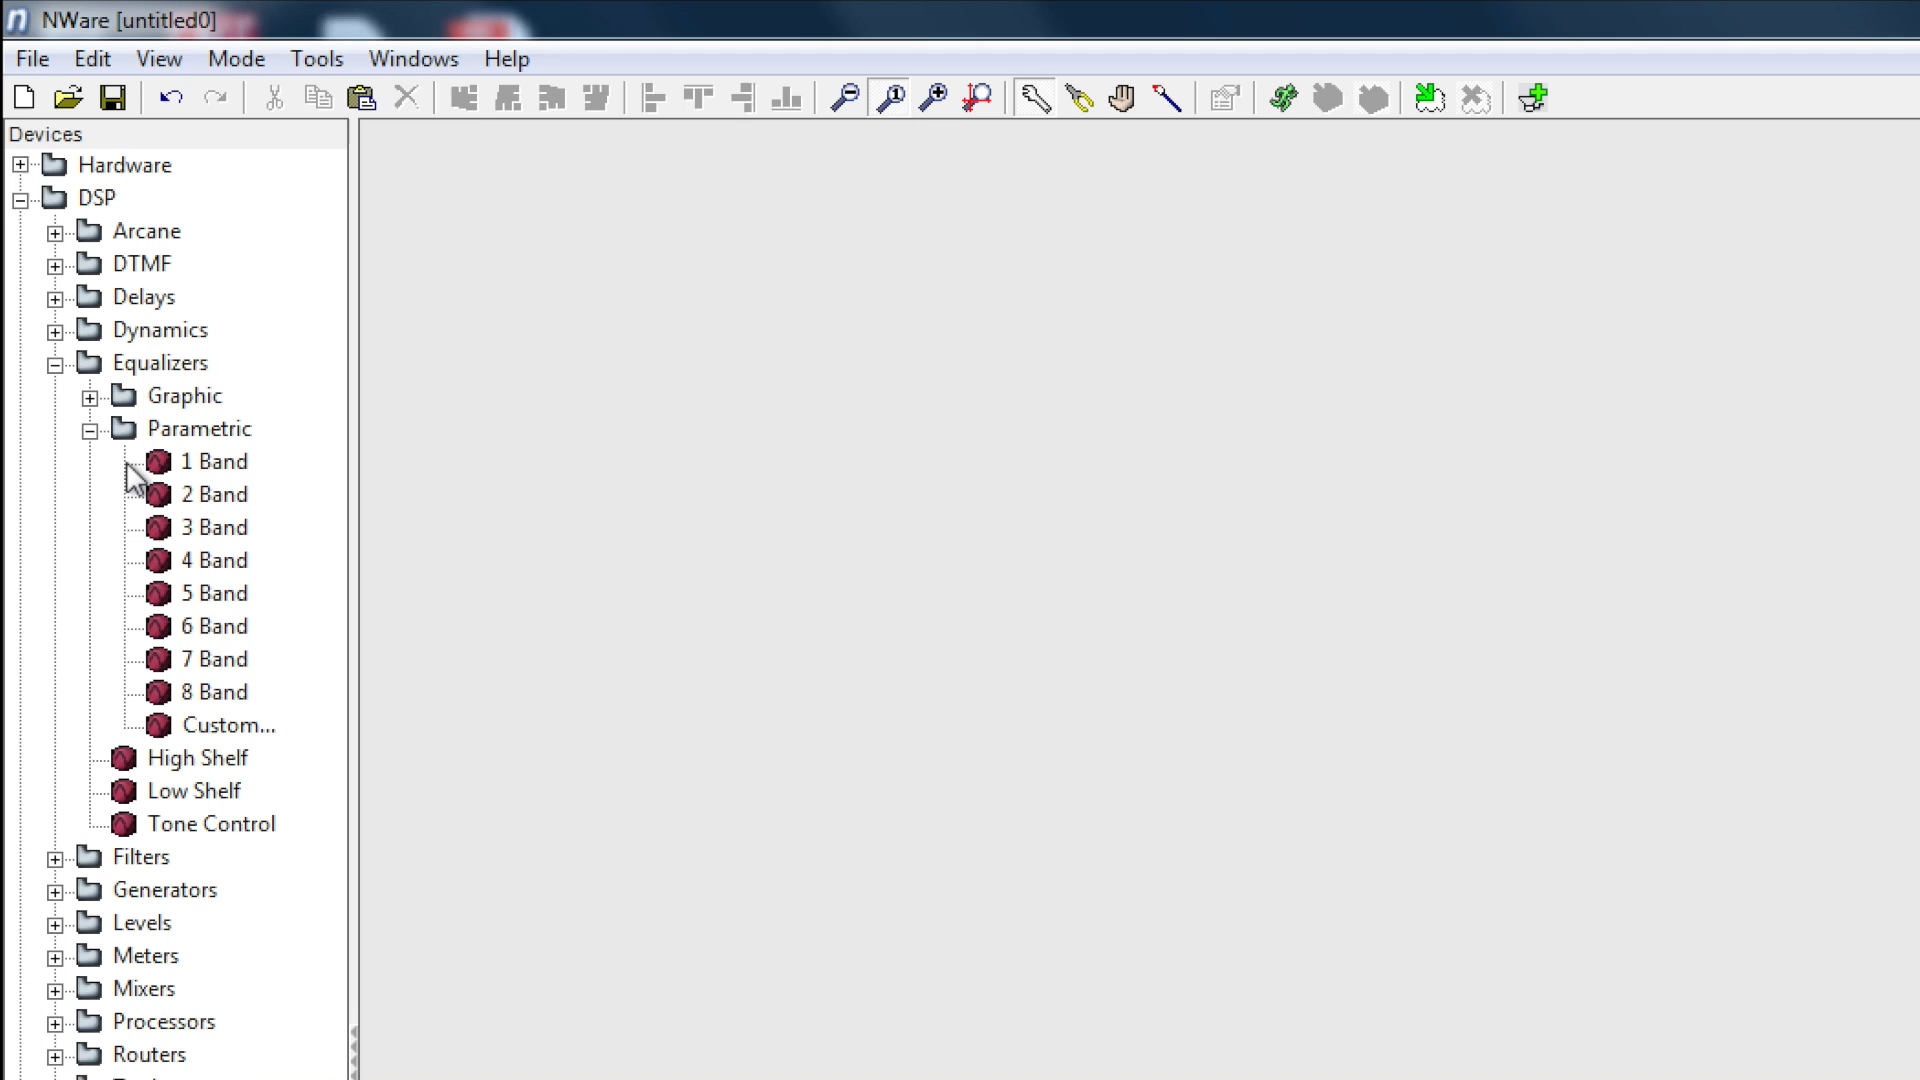 NWare [untitled0]
File Edit View Mode Tools Windows Help
Devices
Hardware
DSP
Arcane
DTMF
Delays
Dynamics
Equalizers
Graphic
Parametric
1 Band
2 Band
3 Band
4 Band
5 Band
6 Band
7 Band
8 Band
Custom...
High Shelf
Low Shelf
Tone Control
Filters
Generators
Levels
Meters
Mixers
Processors
Routers